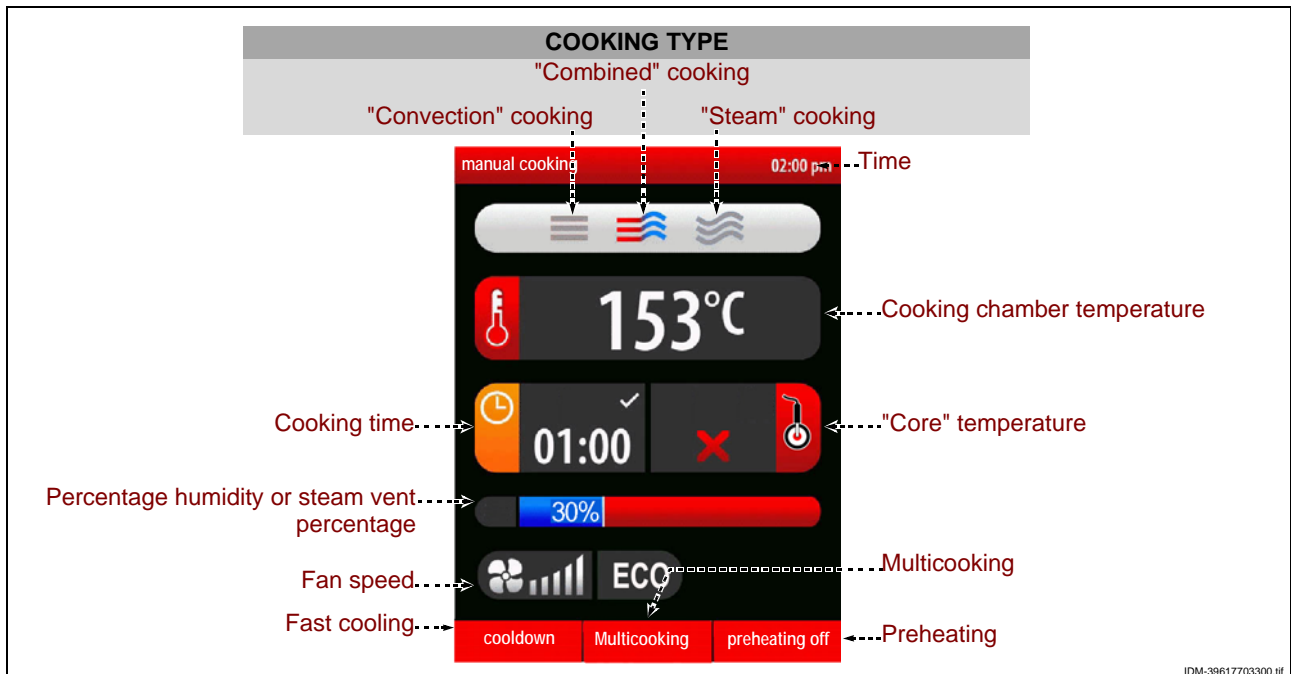 COOKING TYPE
"Combined" cooking
"Convection" cooking
"Steam" cooking
manual cooking
02:00 pm
Time
153°C
Cooking chamber temperature
Cooking time
01:00
"Core" temperature
Percentage humidity or steam vent
percentage
30%
Fan speed
ECO
Multicooking
Fast cooling
cooldown
Multicooking
preheating off
Preheating
IDM-39617703300.tif